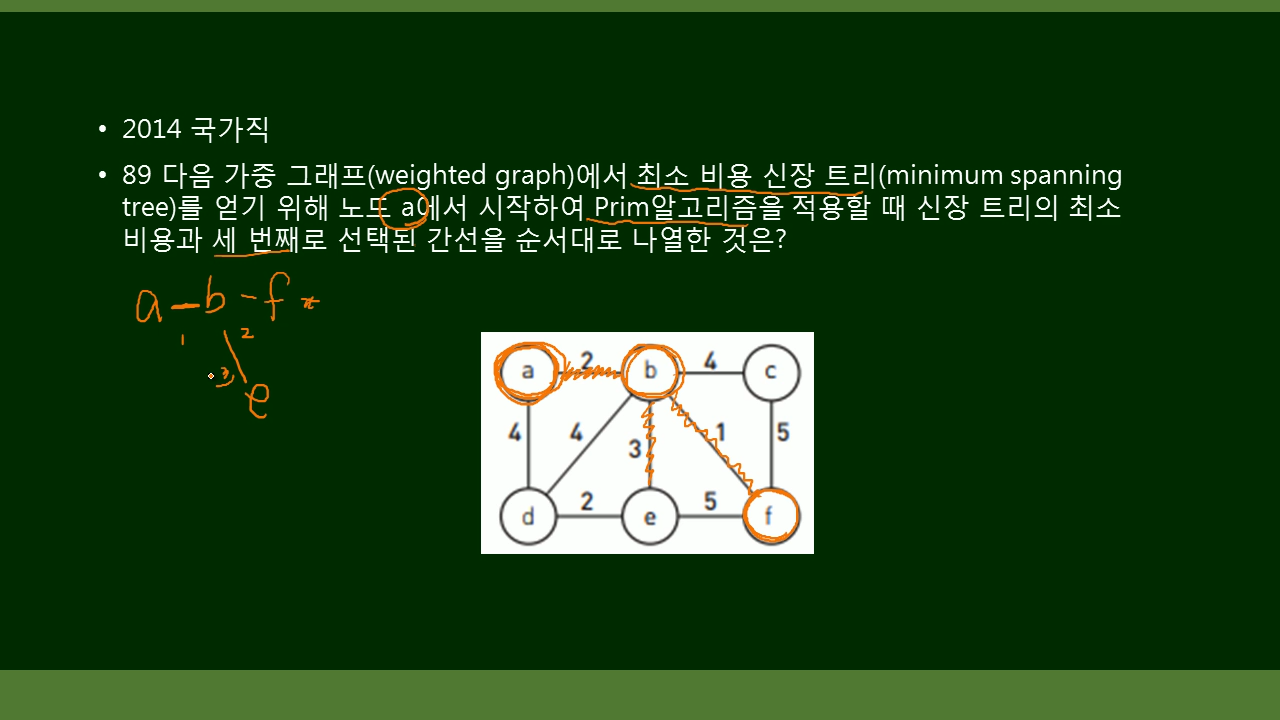 • 2014 국가직
• 89 다음 가중 그래프(weighted graph)에서 최소 비용 신장 트리(minimum spanning
tree)를 얻기 위해 노드 a에서 시작하여 Prim알고리즘을 적용할 때 신장 트리의 최소
비용과 세 번째로 선택된 간선을 순서대로 나열한 것은?
a - b - f
1 2
3
e
a 2 b 4 c
4 4 3 1 5
d 2 e 5 f